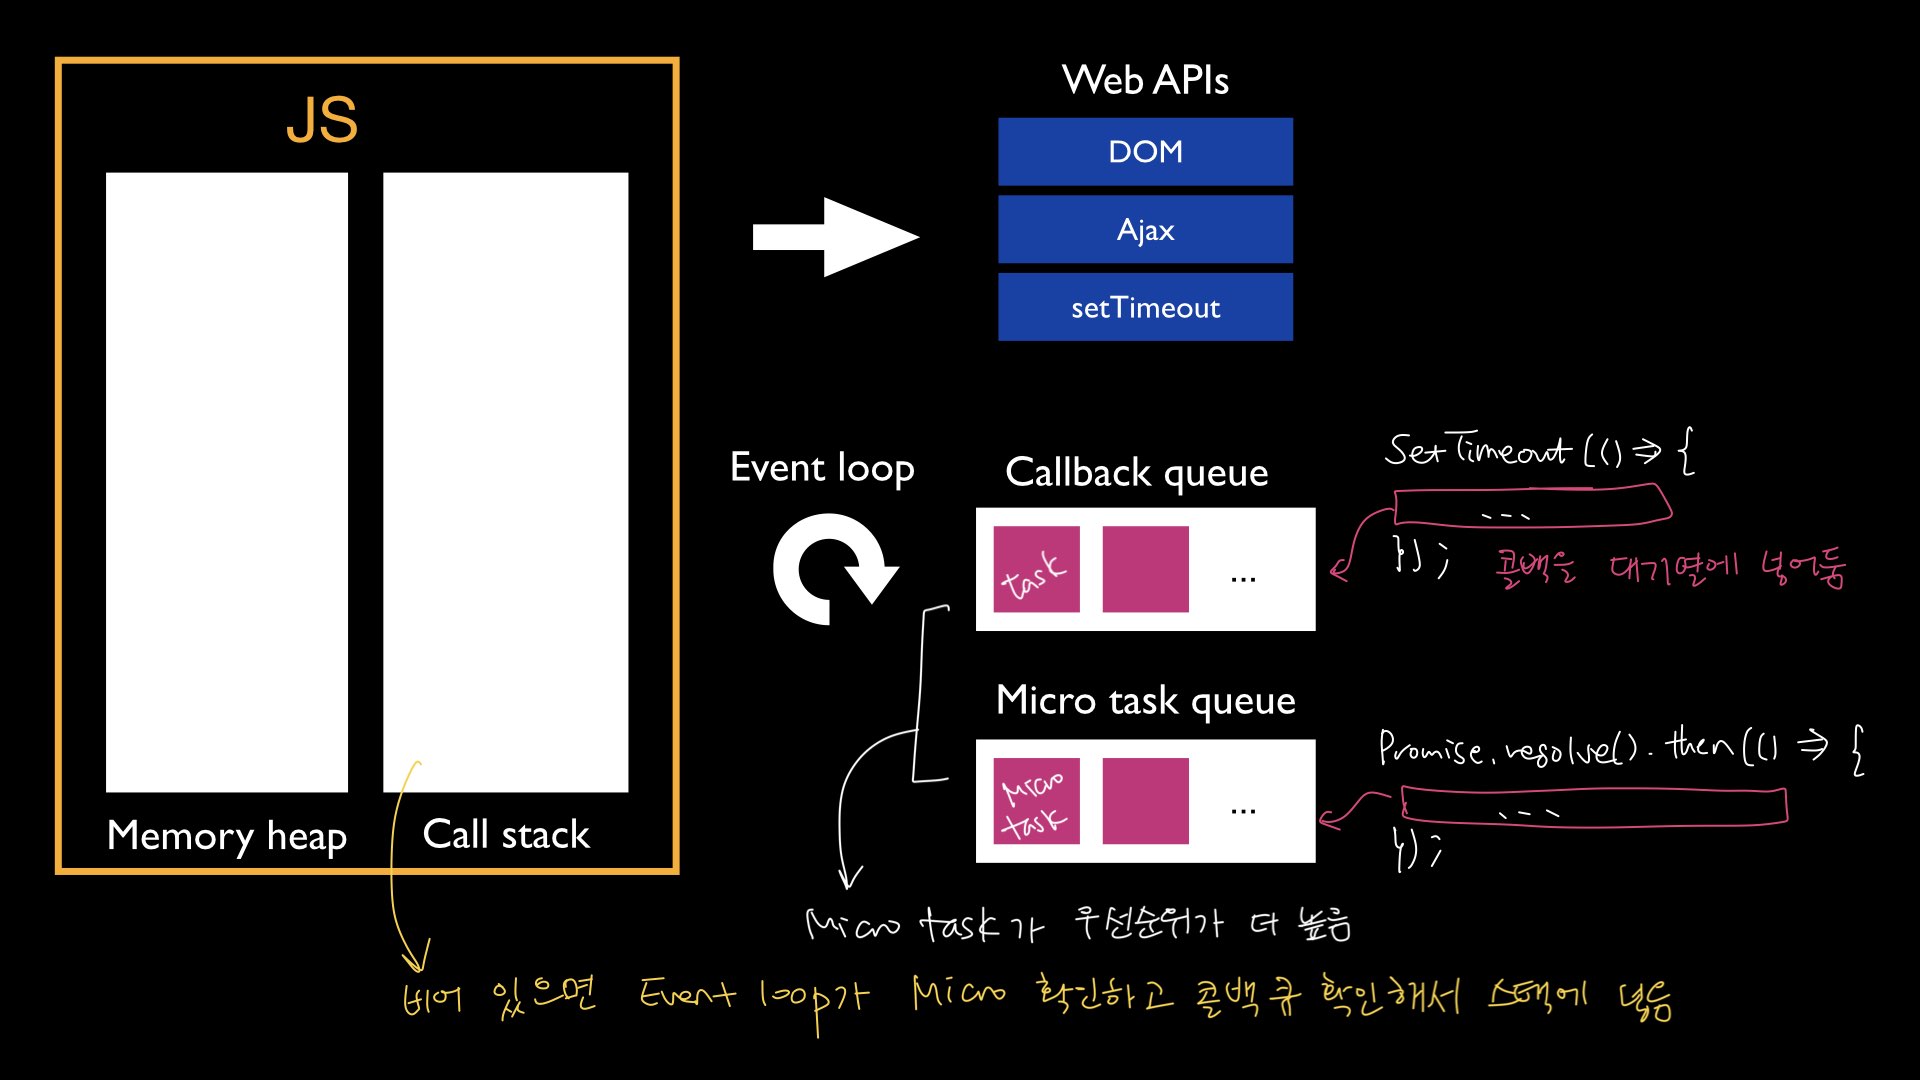 JS
Memory heap
Call stack
Web APIs
DOM
Ajax
setTimeout
Event loop
Callback queue
task
...
SetTimeout(() => {
...
});
콜백을 대기열에 넣어둠
Micro task queue
Micro
task
...
Promise.resolve().then(() => {
...
});
Micro task가 우선순위가 더 높음
비어 있으면 Event loop가 Micro 확인하고 콜백 큐 확인해서 스택에 넣음